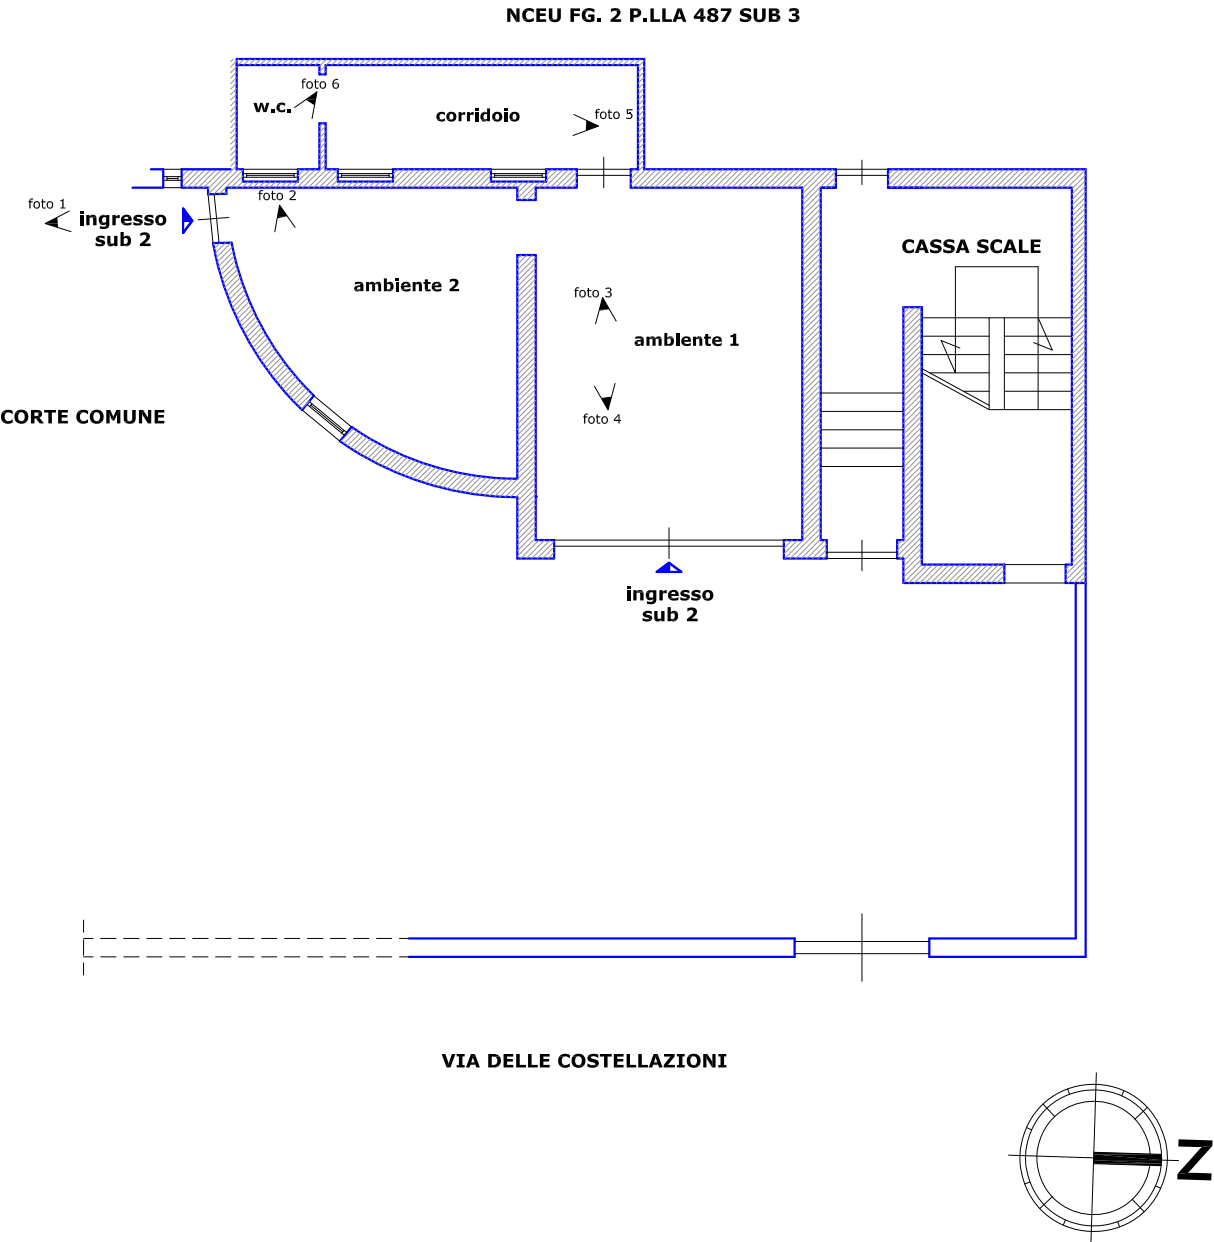 NCEU FG. 2 P.LLA 487 SUB 3
foto 6
w.c.
corridoio
foto 5
foto 1
ingresso
sub 2
foto 2
CASSA SCALE
ambiente 2
foto 3
ambiente 1
CORTE COMUNE
foto 4
ingresso
sub 2
VIA DELLE COSTELLAZIONI
N